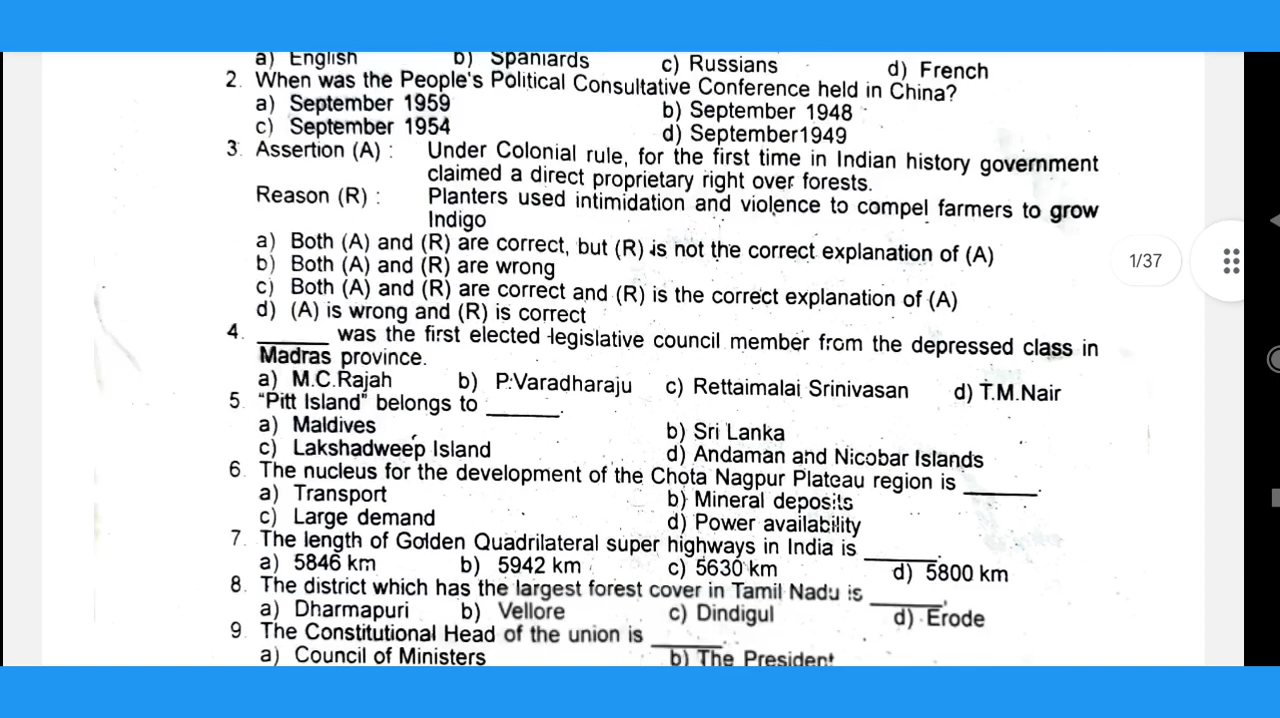 a) English b) Spaniards c) Russians d) French
2. When was the People's Political Consultative Conference held in China?
a) September 1959 b) September 1948
c) September 1954 d) September1949
3. Assertion (A) : Under Colonial rule, for the first time in Indian history government
claimed a direct proprietary right over forests.
Reason (R) : Planters used intimidation and violence to compel farmers to grow
Indigo
a) Both (A) and (R) are correct, but (R) is not the correct explanation of (A)
b) Both (A) and (R) are wrong
c) Both (A) and (R) are correct and (R) is the correct explanation of (A)
d) (A) is wrong and (R) is correct
1/37
4. ______ was the first elected legislative council member from the depressed class in
Madras province.
a) M.C.Rajah b) P.Varadharaju c) Rettaimalai Srinivasan d) T.M.Nair
5. “Pitt Island” belongs to ______.
a) Maldives b) Sri Lanka
c) Lakshadweep Island d) Andaman and Nicobar Islands
6. The nucleus for the development of the Chota Nagpur Plateau region is ______.
a) Transport b) Mineral deposits
c) Large demand d) Power availability
7. The length of Golden Quadrilateral super highways in India is ______.
a) 5846 km b) 5942 km c) 5630 km d) 5800 km
8. The district which has the largest forest cover in Tamil Nadu is ______.
a) Dharmapuri b) Vellore c) Dindigul d) Erode
9. The Constitutional Head of the union is ______.
a) Council of Ministers b) The President